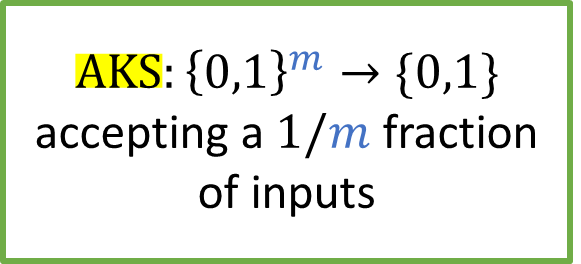 AKS: {0,1}^m → {0,1}
accepting a 1/m fraction
of inputs